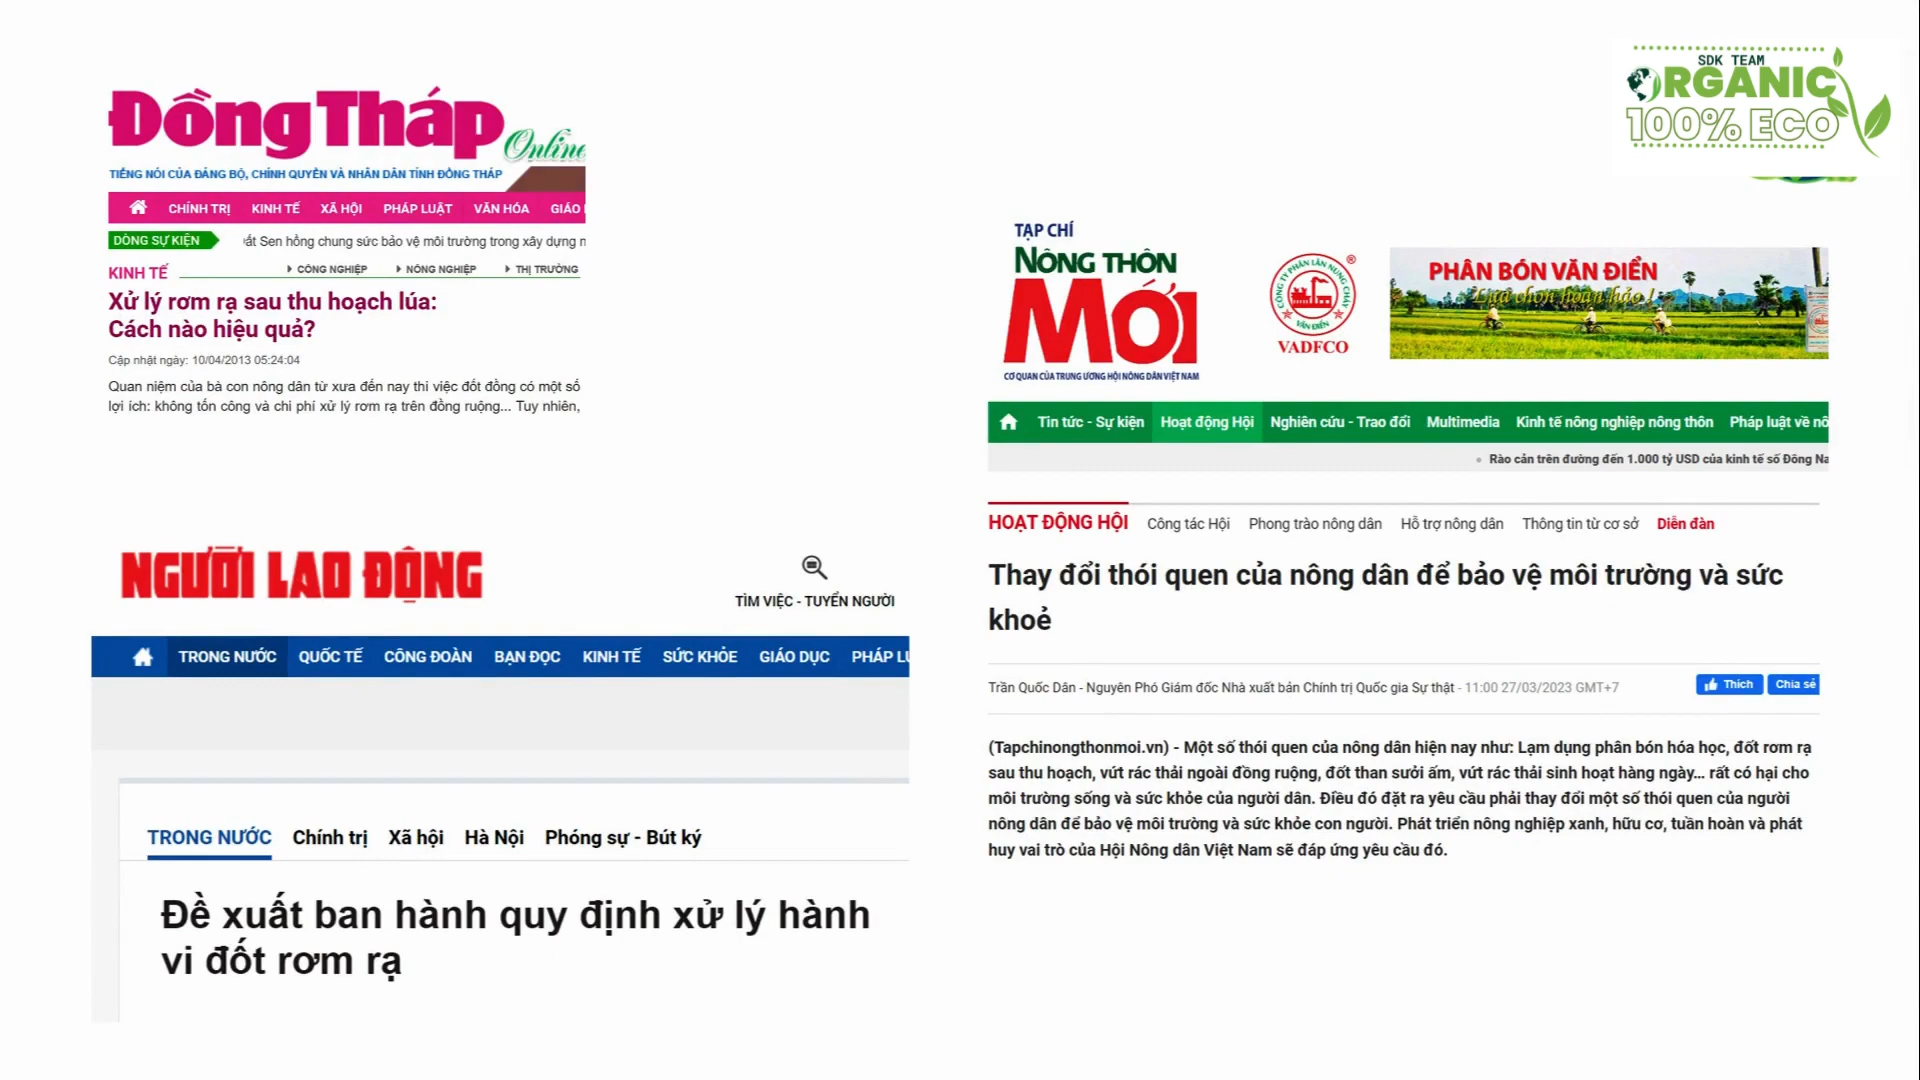 ĐồngTháp Online
TIẾNG NÓI CỦA ĐẢNG BỘ, CHÍNH QUYỀN VÀ NHÂN DÂN TỈNH ĐỒNG THÁP
CHÍNH TRỊ KINH TẾ XÃ HỘI PHÁP LUẬT VĂN HÓA GIÁO
DÒNG SỰ KIỆN Sen hồng chung sức bảo vệ môi trường trong xây dựng
KINH TẾ CÔNG NGHIỆP NÔNG NGHIỆP THỊ TRƯỜNG
Xử lý rơm rạ sau thu hoạch lúa:
Cách nào hiệu quả?
Cập nhật ngày: 10/04/2013 05:24:04
Quan niệm của bà con nông dân từ xưa đến nay thì việc đốt đồng có một số
lợi ích: không tốn công và chi phí xử lý rơm rạ trên đồng ruộng... Tuy nhiên,
NGƯỜI LAO ĐỘNG
TÌM VIỆC - TUYỂN NGƯỜI
TRONG NƯỚC QUỐC TẾ CÔNG ĐOÀN BẠN ĐỌC KINH TẾ SỨC KHỎE GIÁO DỤC PHÁP
TRONG NƯỚC Chính trị Xã hội Hà Nội Phóng sự - Bút ký
Đề xuất ban hành quy định xử lý hành
vi đốt rơm rạ
SDK TEAM
ORGANIC
100% ECO
TẠP CHÍ
NÔNG THÔN
MỚI
CƠ QUAN CỦA TRUNG ƯƠNG HỘI NÔNG DÂN VIỆT NAM
CÔNG TY PHÂN LÂN NUNG CHẢY
VĂN ĐIỂN
VADFCO
PHÂN BÓN VĂN ĐIỂN
Lựa chọn hoàn hảo !
Tin tức - Sự kiện Hoạt động Hội Nghiên cứu - Trao đổi Multimedia Kinh tế nông nghiệp nông thôn Pháp luật về
Rào cản trên đường đến 1.000 tỷ USD của kinh tế số Đông
HOẠT ĐỘNG HỘI Công tác Hội Phong trào nông dân Hỗ trợ nông dân Thông tin từ cơ sở Diễn đàn
Thay đổi thói quen của nông dân để bảo vệ môi trường và sức
khoẻ
Trần Quốc Dân - Nguyên Phó Giám đốc Nhà xuất bản Chính trị Quốc gia Sự thật - 11:00 27/03/2023 GMT+7
Thích Chia sẻ
(Tapchinongthonmoi.vn) - Một số thói quen của nông dân hiện nay như: Lạm dụng phân bón hóa học, đốt rơm rạ
sau thu hoạch, vứt rác thải ngoài đồng ruộng, đốt than sưởi ấm, vứt rác thải sinh hoạt hàng ngày... rất có hại cho
môi trường sống và sức khỏe của người dân. Điều đó đặt ra yêu cầu phải thay đổi một số thói quen của người
nông dân để bảo vệ môi trường và sức khỏe con người. Phát triển nông nghiệp xanh, hữu cơ, tuần hoàn và phát
huy vai trò của Hội Nông dân Việt Nam sẽ đáp ứng yêu cầu đó.